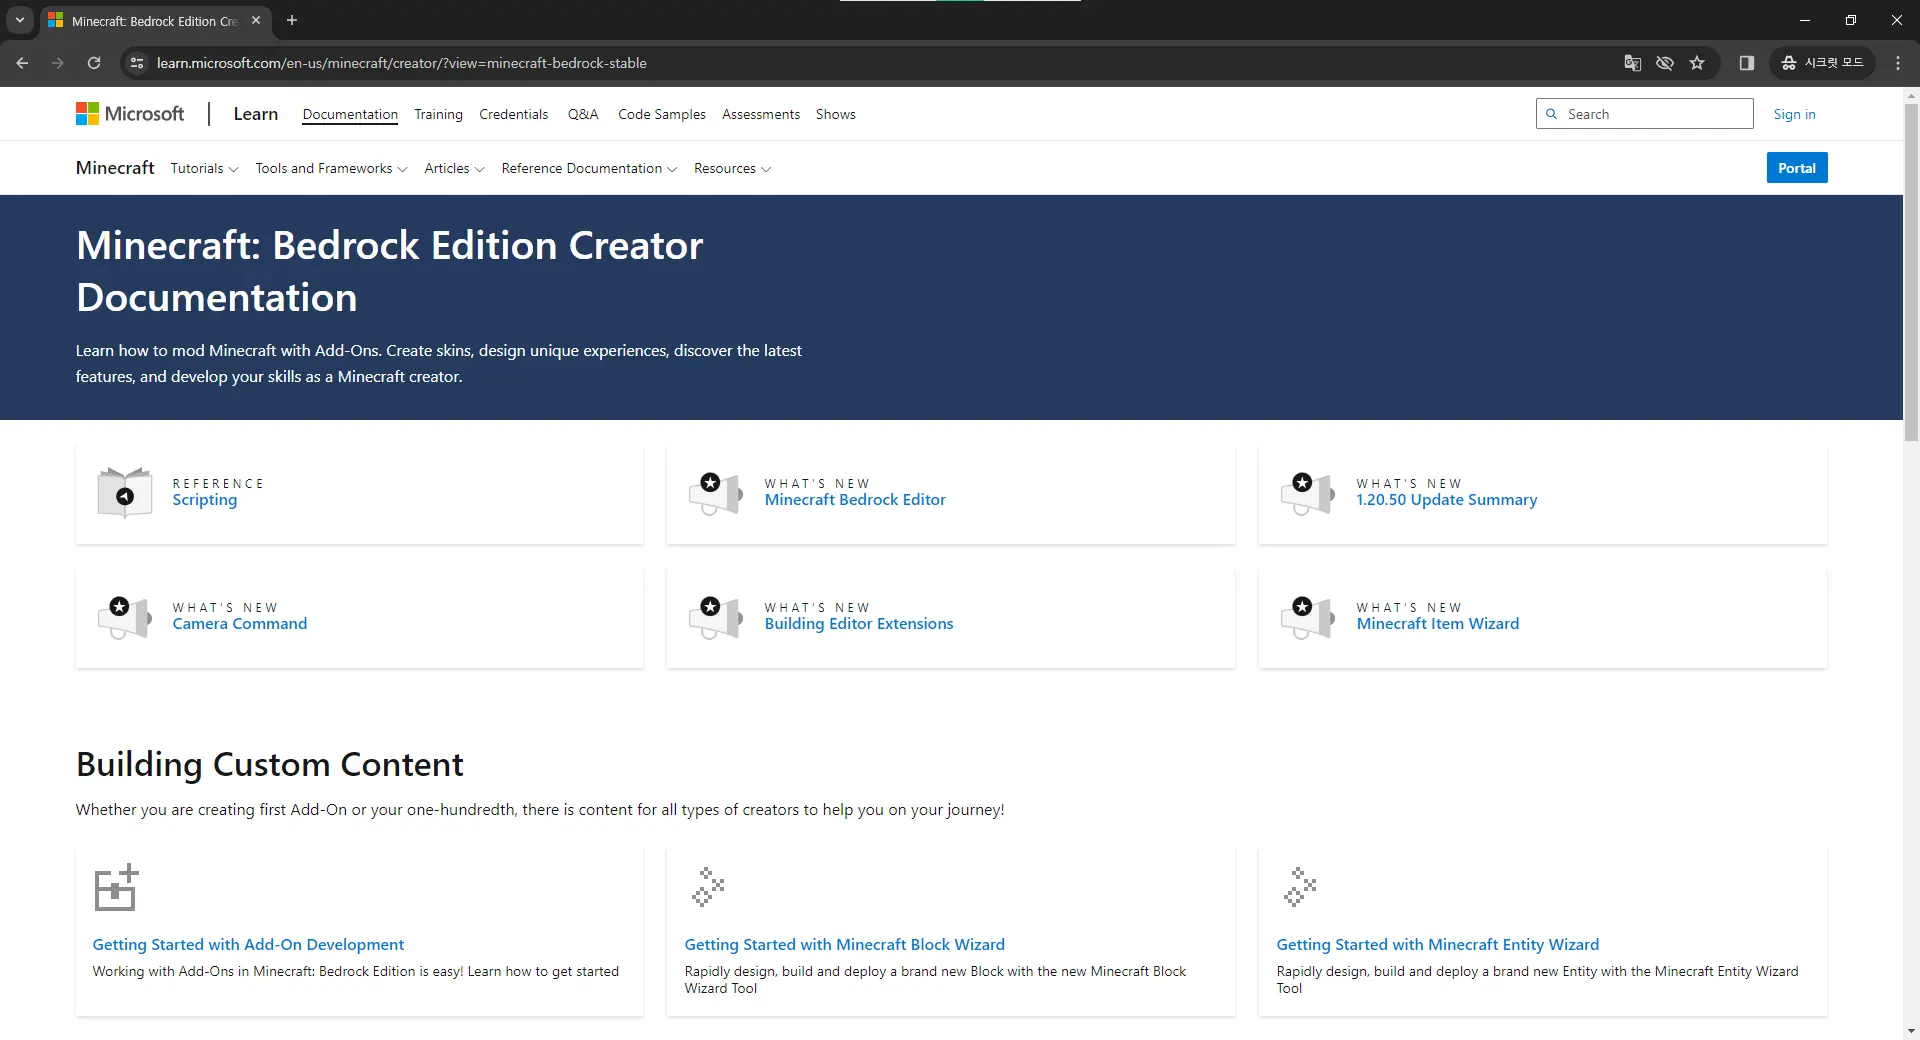 Minecraft: Bedrock Edition Cre
learn.microsoft.com/en-us/minecraft/creator/?view=minecraft-bedrock-stable
시크릿 모드
Microsoft Learn Documentation Training Credentials Q&A Code Samples Assessments Shows Search Sign in
Minecraft Tutorials Tools and Frameworks Articles Reference Documentation Resources Portal
Minecraft: Bedrock Edition Creator
Documentation
Learn how to mod Minecraft with Add-Ons. Create skins, design unique experiences, discover the latest
features, and develop your skills as a Minecraft creator.
REFERENCE
Scripting
WHAT'S NEW
Minecraft Bedrock Editor
WHAT'S NEW
1.20.50 Update Summary
WHAT'S NEW
Camera Command
WHAT'S NEW
Building Editor Extensions
WHAT'S NEW
Minecraft Item Wizard
Building Custom Content
Whether you are creating first Add-On or your one-hundredth, there is content for all types of creators to help you on your journey!
Getting Started with Add-On Development
Working with Add-Ons in Minecraft: Bedrock Edition is easy! Learn how to get started
Getting Started with Minecraft Block Wizard
Rapidly design, build and deploy a brand new Block with the new Minecraft Block
Wizard Tool
Getting Started with Minecraft Entity Wizard
Rapidly design, build and deploy a brand new Entity with the Minecraft Entity Wizard
Tool